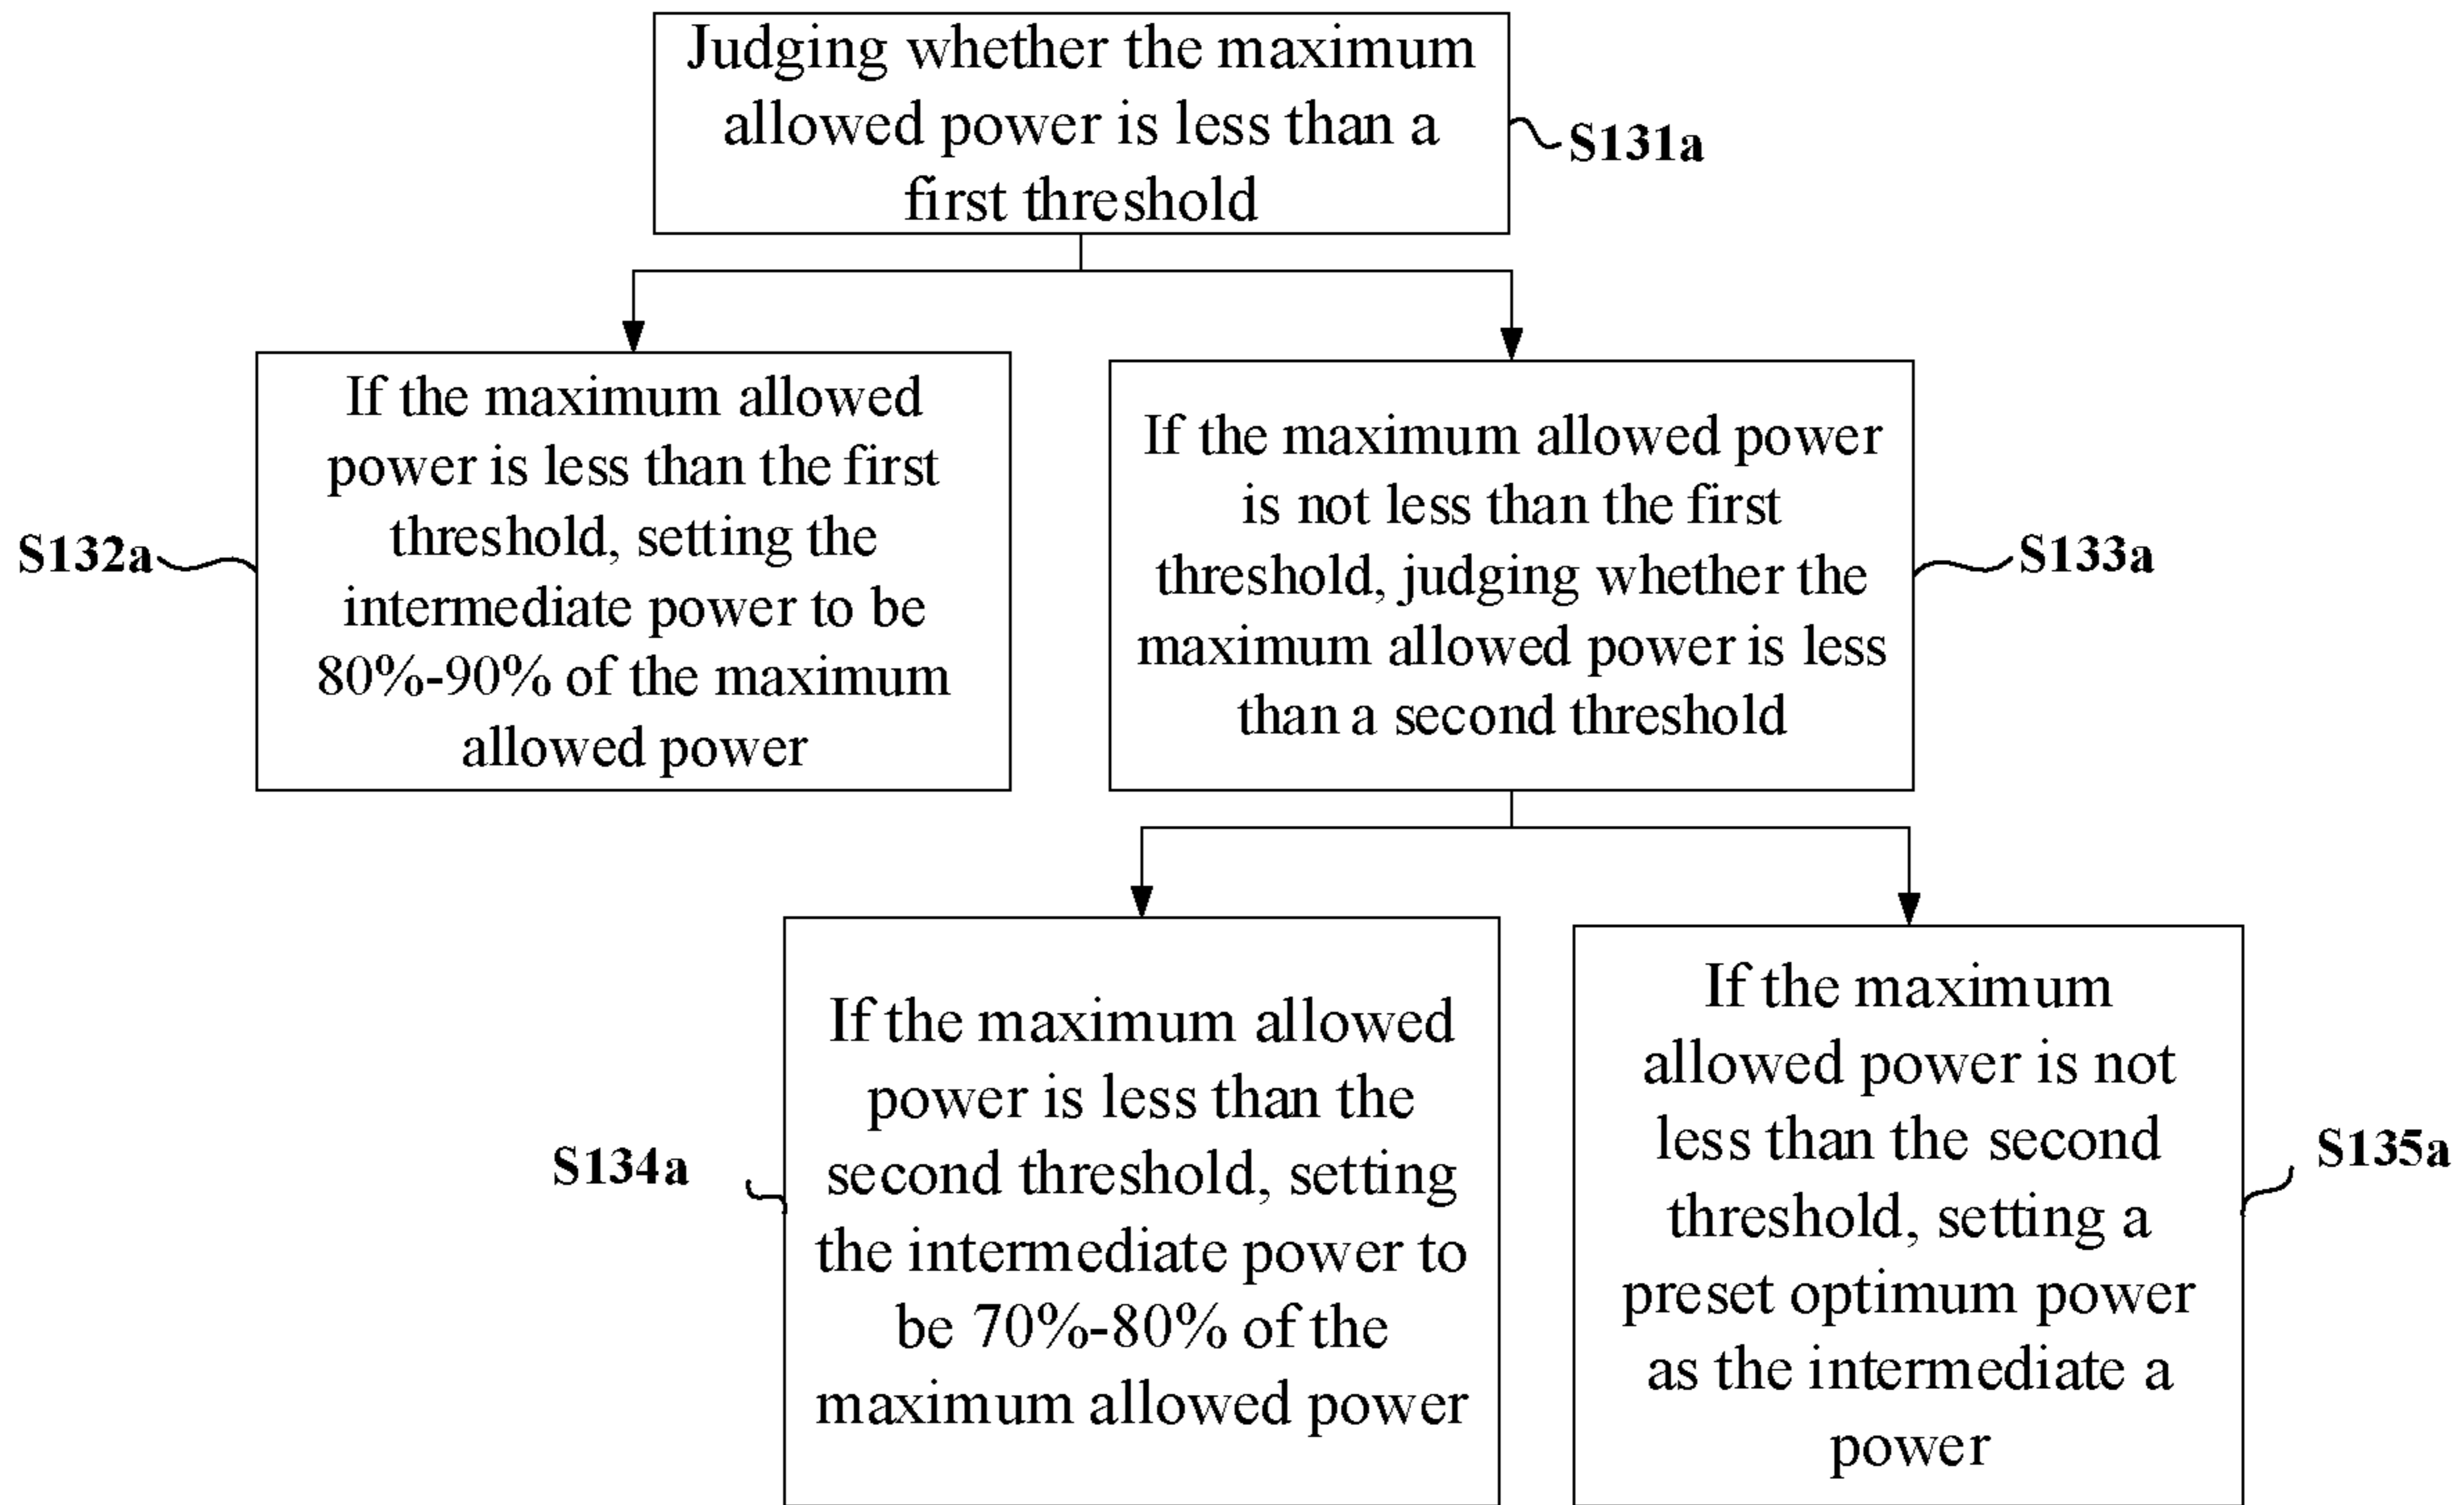 Judging whether the maximum
allowed power is less than a
first threshold
S131a
If the maximum allowed
power is less than the first
threshold, setting the
intermediate power to be
80%-90% of the maximum
allowed power
S132a
If the maximum allowed power
is not less than the first
threshold, judging whether the
maximum allowed power is less
than a second threshold
S133a
If the maximum allowed
power is less than the
second threshold, setting
the intermediate power to
be 70%-80% of the
maximum allowed power
S134a
If the maximum
allowed power is not
less than the second
threshold, setting a
preset optimum power
as the intermediate a
power
S135a